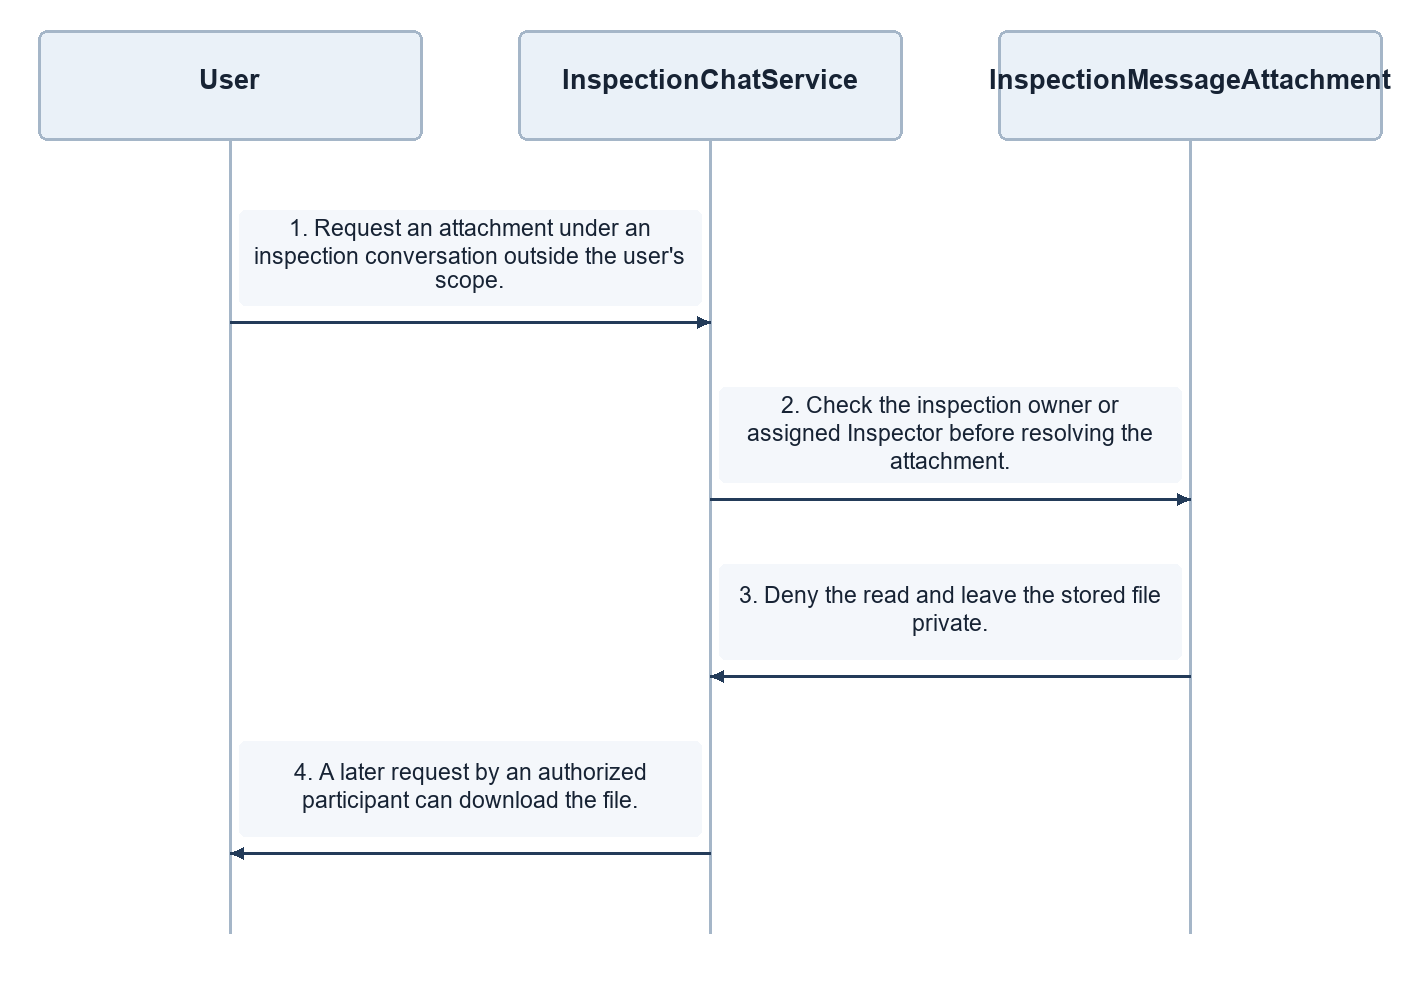 User
InspectionChatService
InspectionMessageAttachment
1. Request an attachment under an
inspection conversation outside the user's
scope.
2. Check the inspection owner or
assigned Inspector before resolving the
attachment.
3. Deny the read and leave the stored file
private.
4. A later request by an authorized
participant can download the file.